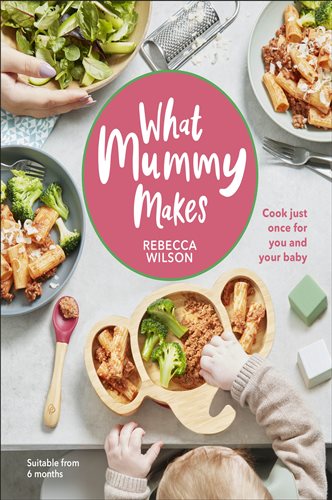 What
Mummy
Makes
REBECCA
WILSON
Cook just
once for
you and
your baby
Suitable from
6 months